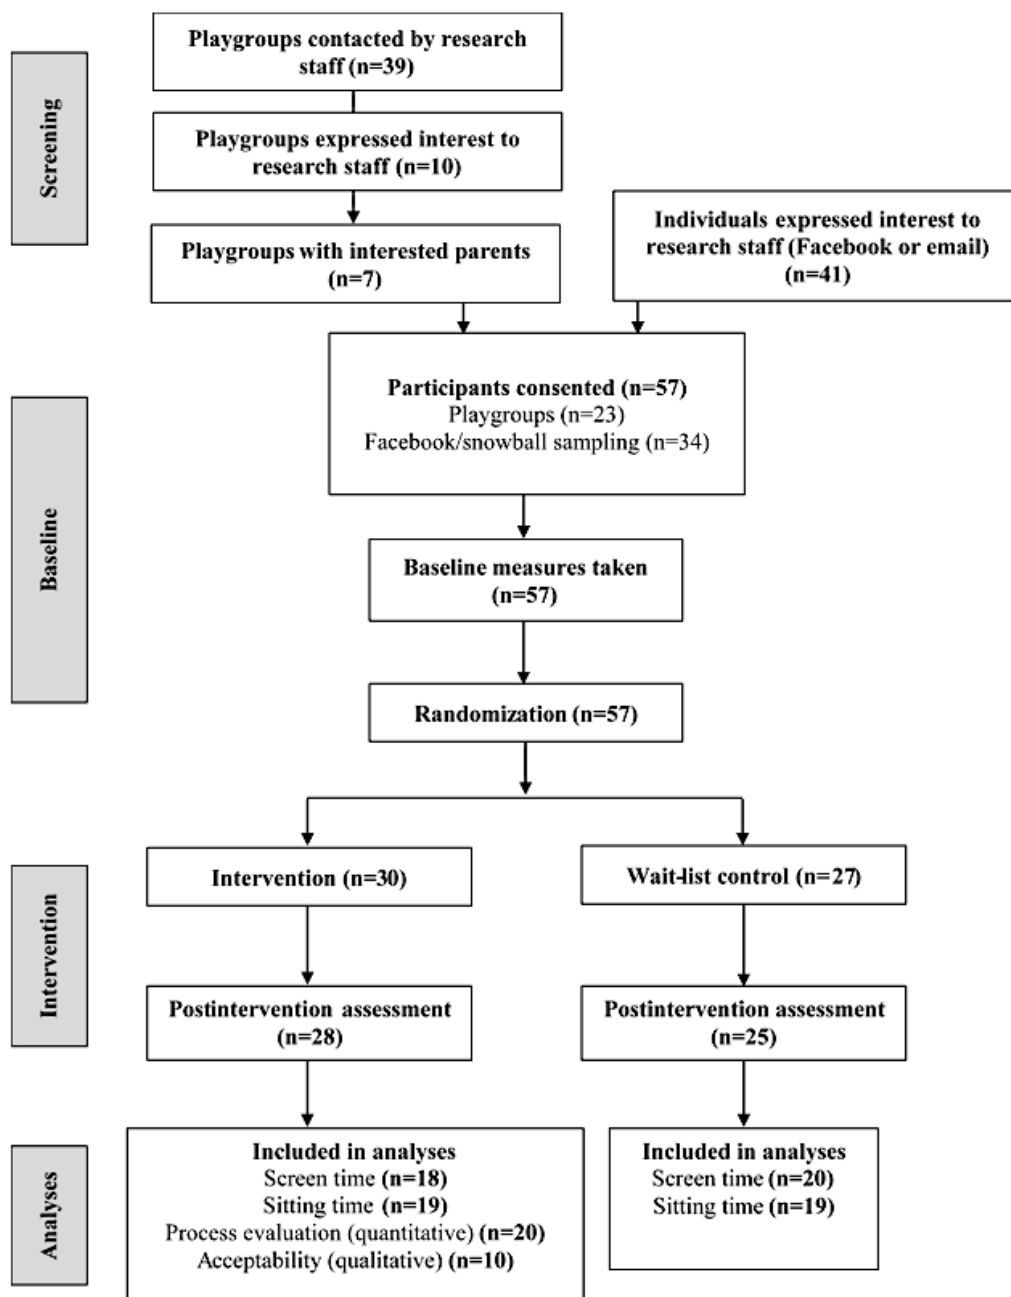 Screening
Playgroups contacted by research
staff (n=39)
Playgroups expressed interest to
research staff (n=10)
Playgroups with interested parents
(n=7)
Individuals expressed interest to
research staff (Facebook or email)
(n=41)
Baseline
Participants consented (n=57)
Playgroups (n=23)
Facebook/snowball sampling (n=34)
Baseline measures taken
(n=57)
Randomization (n=57)
Intervention
Intervention (n=30)
Wait-list control (n=27)
Postintervention assessment
(n=28)
Postintervention assessment
(n=25)
Analyses
Included in analyses
Screen time (n=18)
Sitting time (n=19)
Process evaluation (quantitative) (n=20)
Acceptability (qualitative) (n=10)
Included in analyses
Screen time (n=20)
Sitting time (n=19)